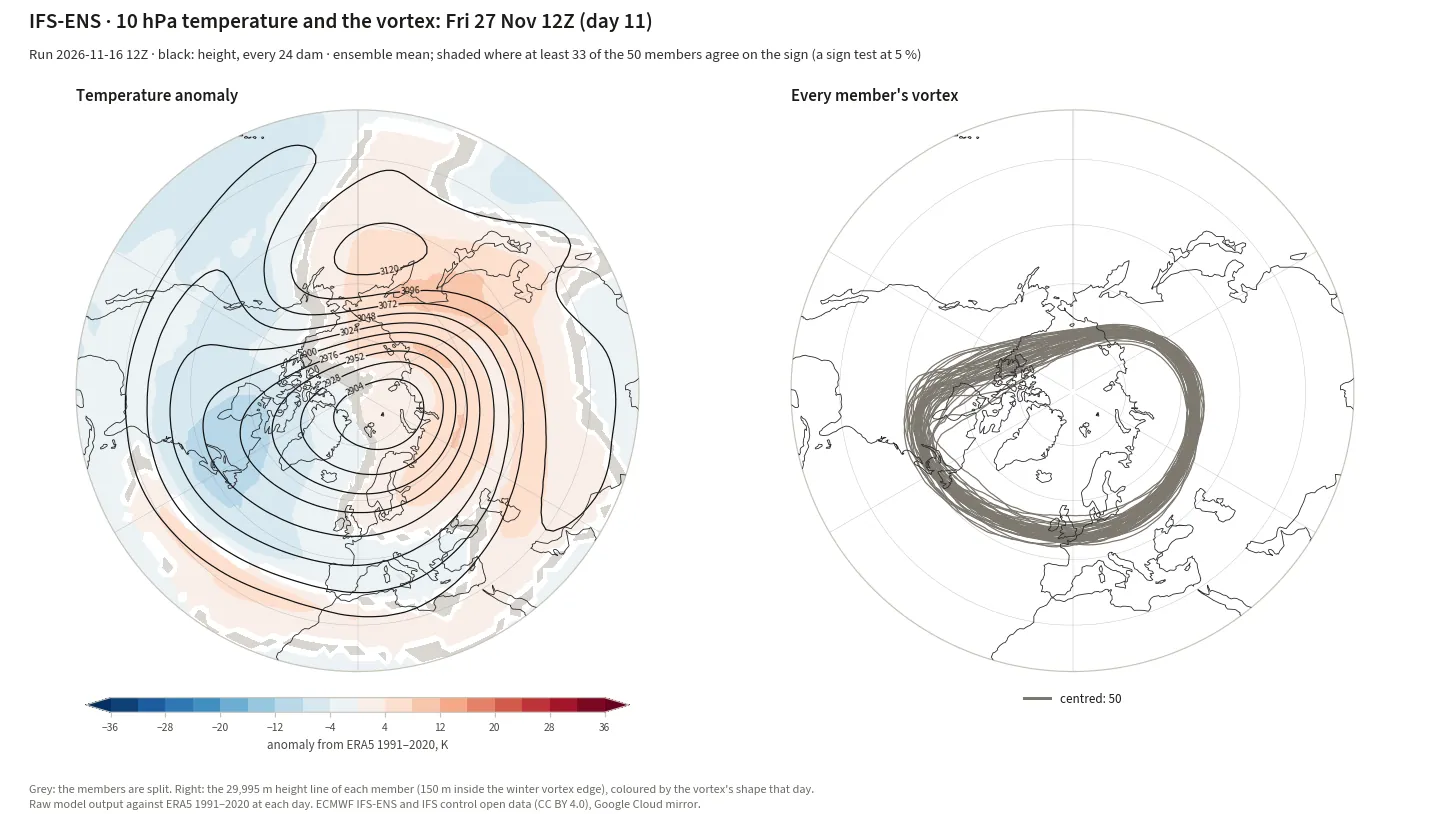 IFS-ENS · 10 hPa temperature and the vortex: Fri 27 Nov 12Z (day 11)
Run 2026-11-16 12Z · black: height, every 24 dam · ensemble mean; shaded where at least 33 of the 50 members agree on the sign (a sign test at 5 %)
Temperature anomaly
Every member's vortex
3120
3096
3072
3048
3024
2976
2952
2928
2904
centred: 50
−36 −28 −20 −12 −4 4 12 20 28 36
anomaly from ERA5 1991–2020, K
Grey: the members are split. Right: the 29,995 m height line of each member (150 m inside the winter vortex edge), coloured by the vortex's shape that day.
Raw model output against ERA5 1991–2020 at each day. ECMWF IFS-ENS and IFS control open data (CC BY 4.0), Google Cloud mirror.